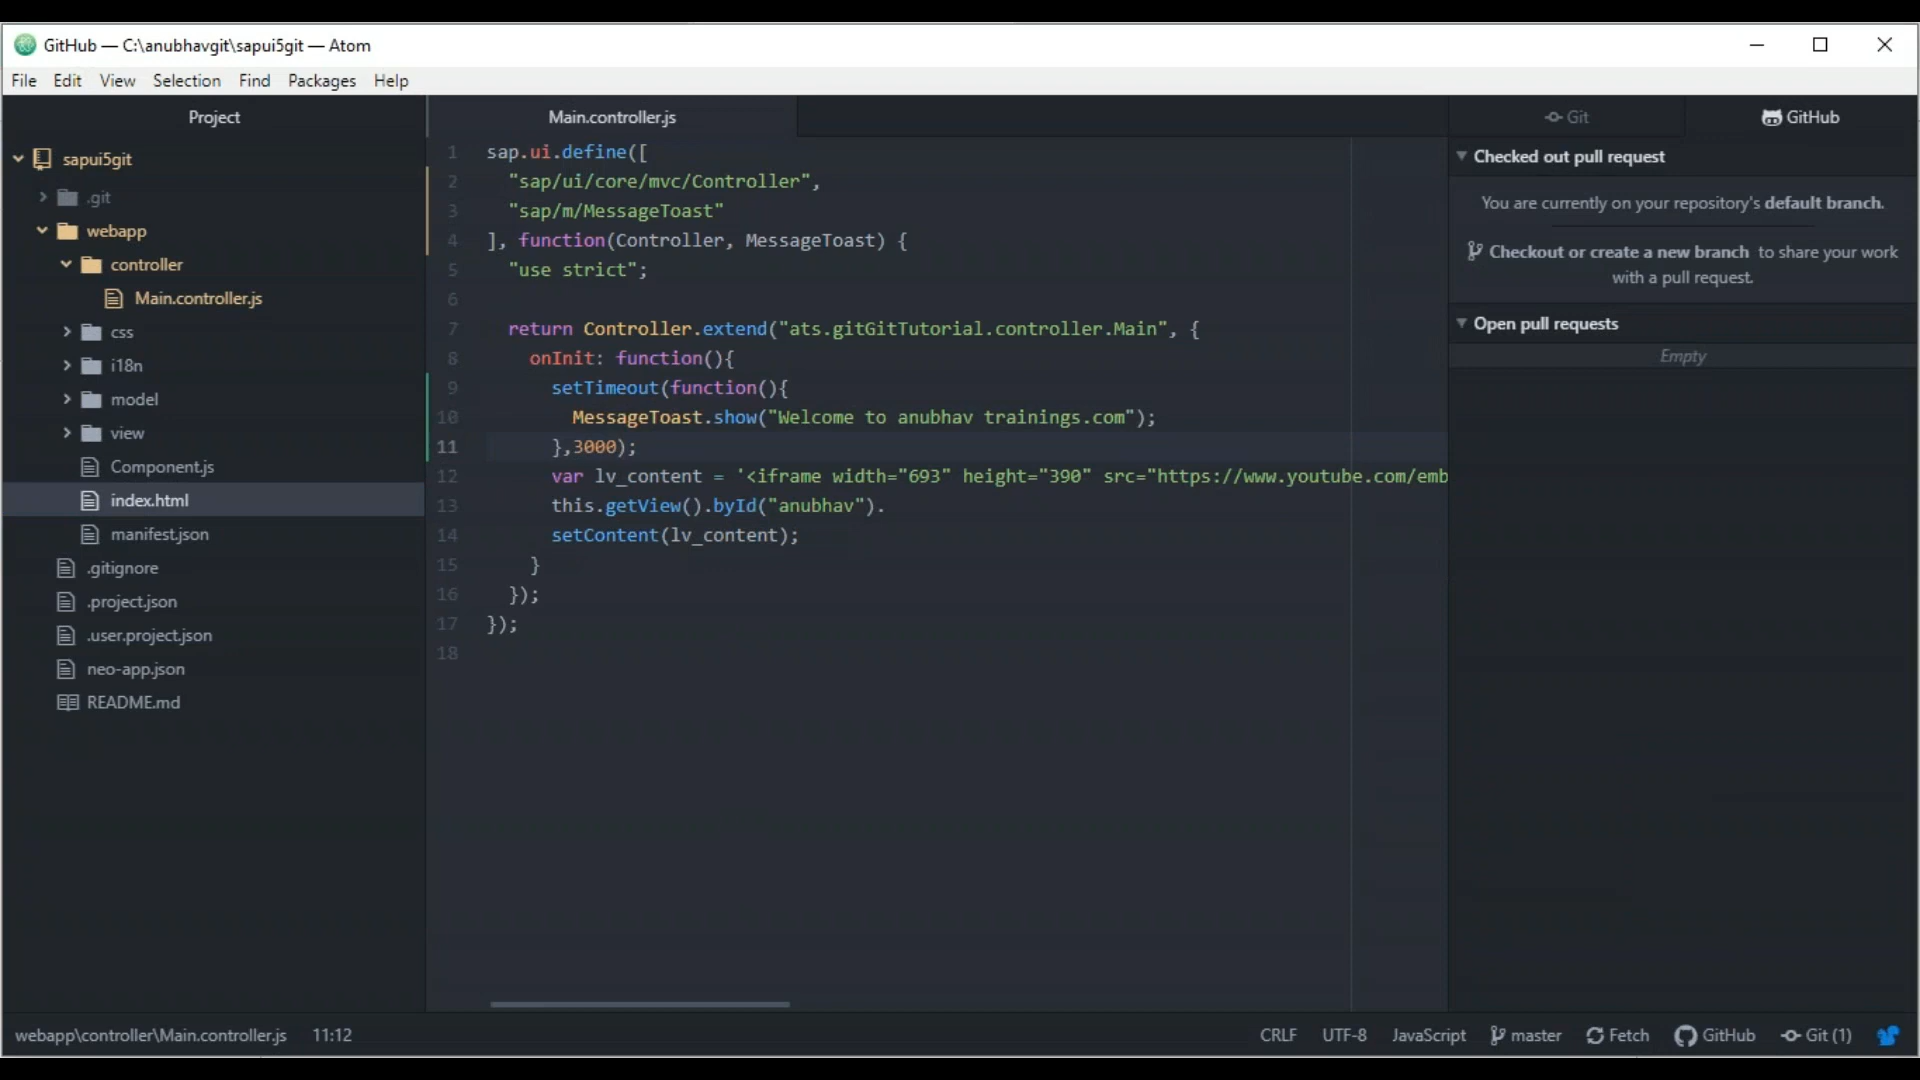 GitHub — C:\anubhavgit\sapui5git — Atom
File Edit View Selection Find Packages Help
Project
sapui5git
.git
webapp
controller
Main.controller.js
css
i18n
model
view
Component.js
index.html
manifest.json
.gitignore
.project.json
.user.project.json
neo-app.json
README.md
Main.controller.js
1 sap.ui.define([
2 "sap/ui/core/mvc/Controller",
3 "sap/m/MessageToast"
4 ], function(Controller, MessageToast) {
5 "use strict";
6
7 return Controller.extend("ats.gitGitTutorial.controller.Main", {
8 onInit: function(){
9 setTimeout(function(){
10 MessageToast.show("Welcome to anubhav trainings.com");
11 },3000);
12 var lv_content = '<iframe width="693" height="390" src="https://www.youtube.com/emb
13 this.getView().byId("anubhav").
14 setContent(lv_content);
15 }
16 });
17 });
18
Git GitHub
Checked out pull request
You are currently on your repository's default branch.
Checkout or create a new branch to share your work
with a pull request.
Open pull requests
Empty
webapp\controller\Main.controller.js 11:12
CRLF UTF-8 JavaScript master Fetch GitHub Git (1)